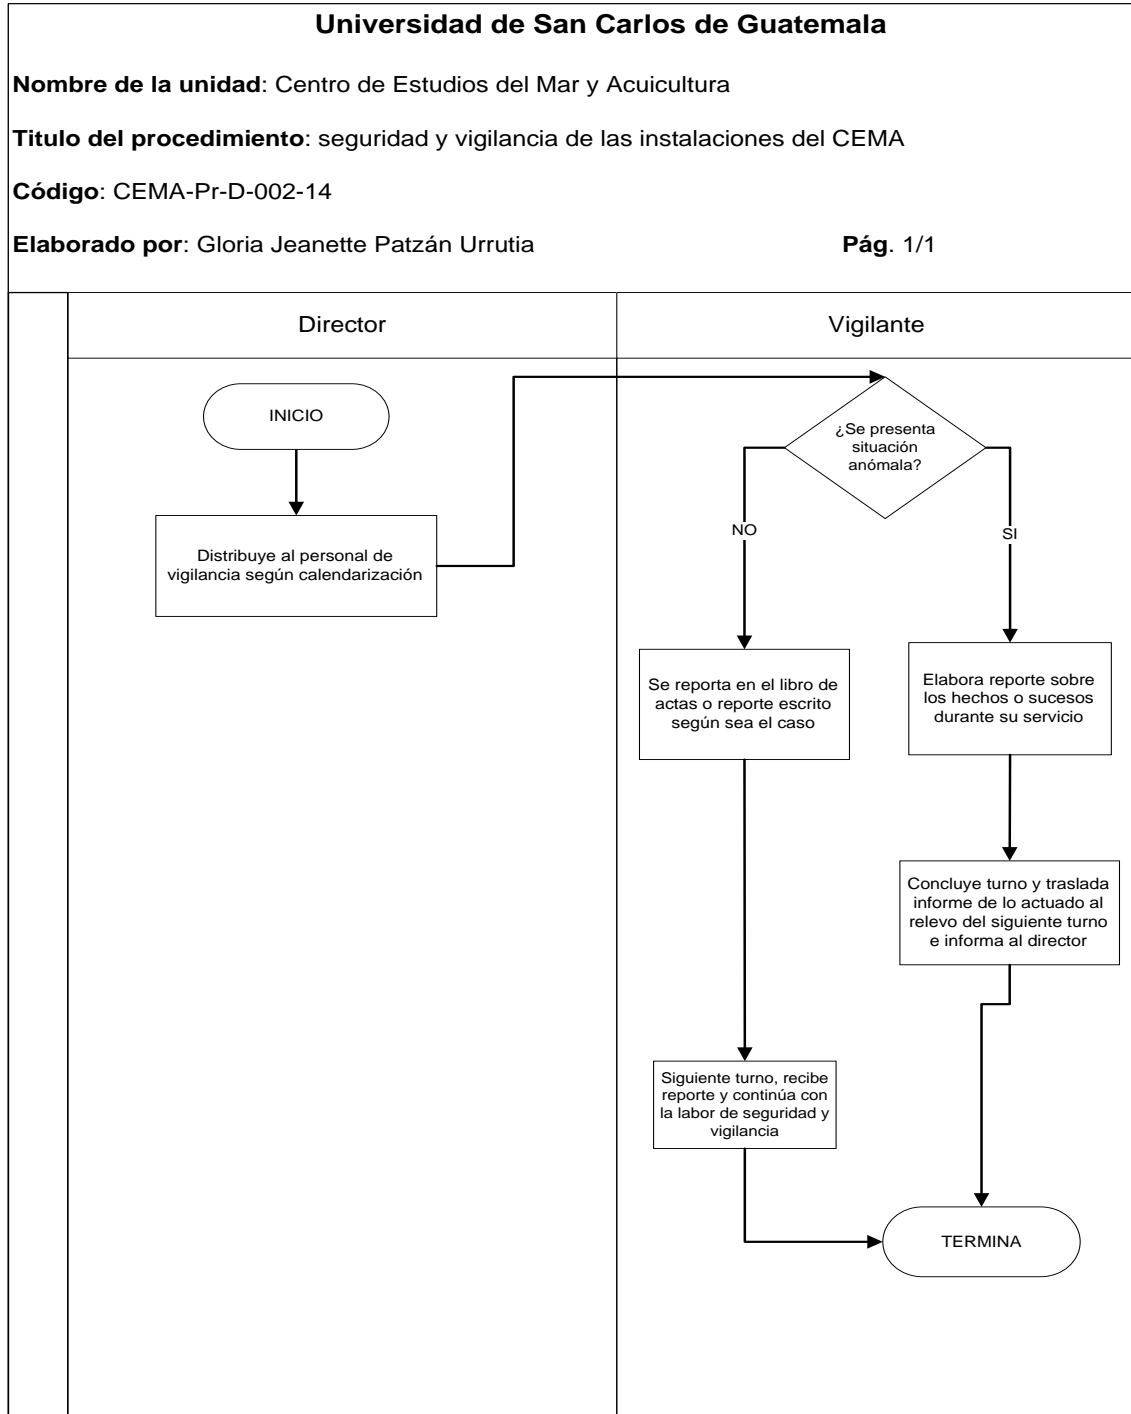 Universidad de San Carlos de Guatemala
Nombre de la unidad: Centro de Estudios del Mar y Acuicultura
Titulo del procedimiento: seguridad y vigilancia de las instalaciones del CEMA
Código: CEMA-Pr-D-002-14
Elaborado por: Gloria Jeanette Patzán Urrutia Pág. 1/1
Director
Vigilante
INICIO
Distribuye al personal de
vigilancia según calendarización
¿Se presenta
situación
anómala?
NO
SI
Se reporta en el libro de
actas o reporte escrito
según sea el caso
Elabora reporte sobre
los hechos o sucesos
durante su servicio
Concluye turno y traslada
informe de lo actuado al
relevo del siguiente turno
e informa al director
Siguiente turno, recibe
reporte y continúa con
la labor de seguridad y
vigilancia
TERMINA